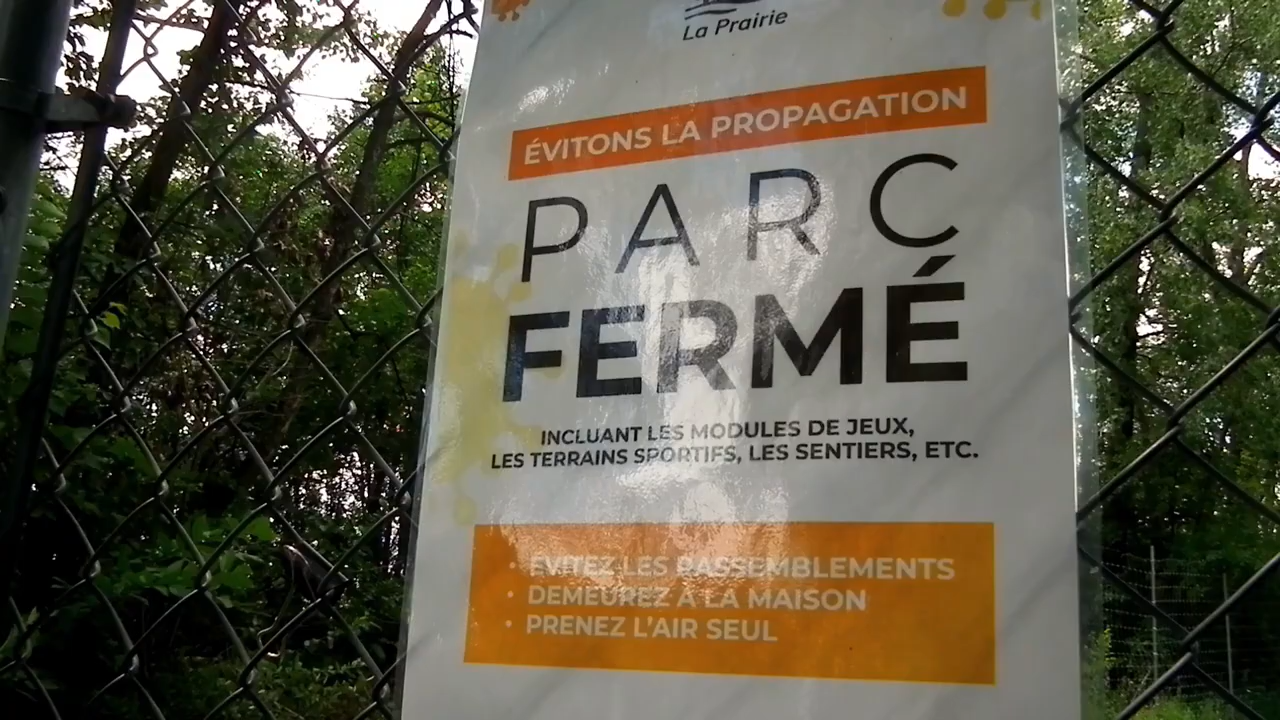 La Prairie
ÉVITONS LA PROPAGATION
PARC
FERMÉ
INCLUANT LES MODULES DE JEUX,
LES TERRAINS SPORTIFS, LES SENTIERS, ETC.
• ÉVITEZ LES RASSEMBLEMENTS
• DEMEUREZ À LA MAISON
• PRENEZ L'AIR SEUL